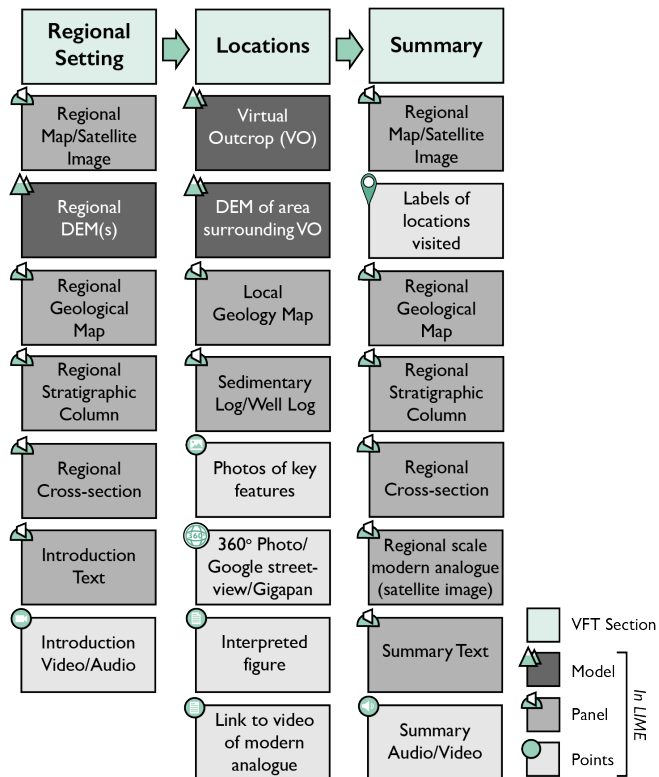 Regional
Setting
Locations
Summary
Regional
Map/Satellite
Image
Regional
DEM(s)
Regional
Geological
Map
Regional
Stratigraphic
Column
Regional
Cross-section
Introduction
Text
Introduction
Video/Audio
Virtual
Outcrop (VO)
DEM of area
surrounding VO
Local
Geology Map
Sedimentary
Log/Well Log
Photos of key
features
360
360° Photo/
Google street-
view/Gigapan
Interpreted
figure
Link to video
of modern
analogue
Regional
Map/Satellite
Image
Labels of
locations
visited
Regional
Geological
Map
Regional
Stratigraphic
Column
Regional
Cross-section
Regional scale
modern analogue
(satellite image)
Summary Text
Summary
Audio/Video
VFT Section
Model
Panel
Points
In LIME